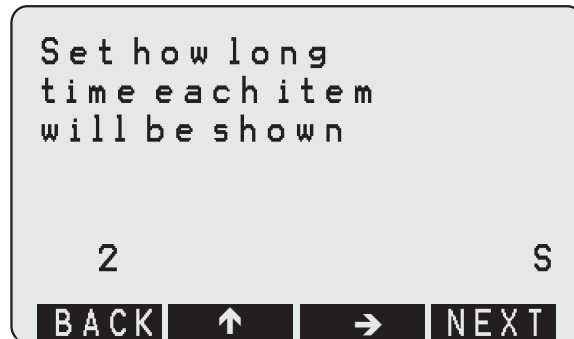 Set how long
time each item
will be shown
2 S
BACK ↑ → NEXT